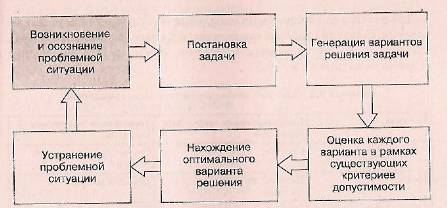 Возникновение
и осознание
проблемной
ситуации
Постановка
задачи
Генерация вариантов
решения задачи
Оценка каждого
варианта в рамках
существующих
критериев
допустимости
Нахождение
оптимального
варианта
решения
Устранение
проблемной
ситуации